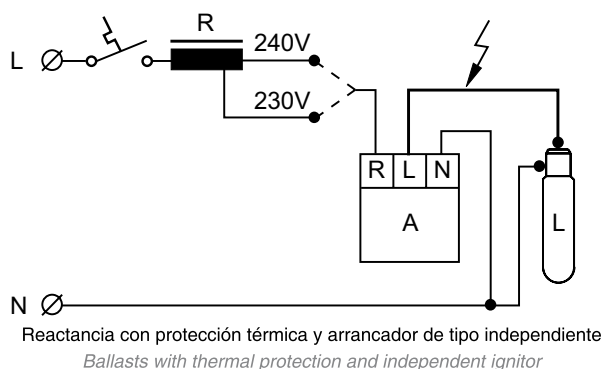 R
240V
L
230V
R L N
A
L
N
Reactancia con protección térmica y arrancador de tipo independiente
Ballasts with thermal protection and independent ignitor